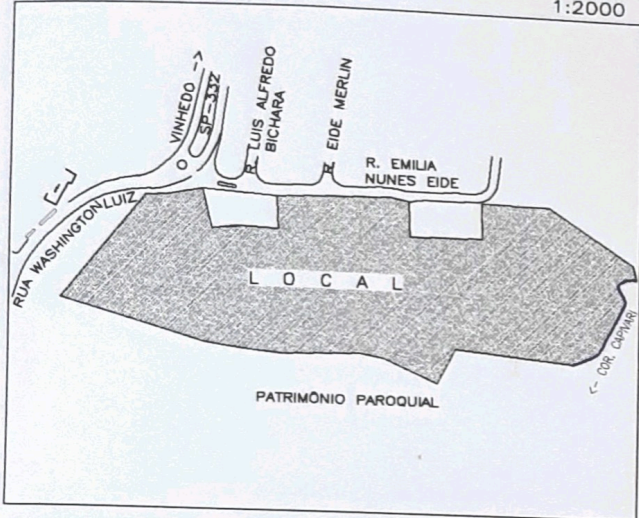 1:2000
VINHEDO ->
SP-332
R. LUIS ALFREDO
BICHARA
R. EIDE MERLIN
R. EMILIA
NUNES EIDE
RUA WASHINGTON LUIZ
LOCAL
<- COR. CAPIVARI
PATRIMÔNIO PAROQUIAL